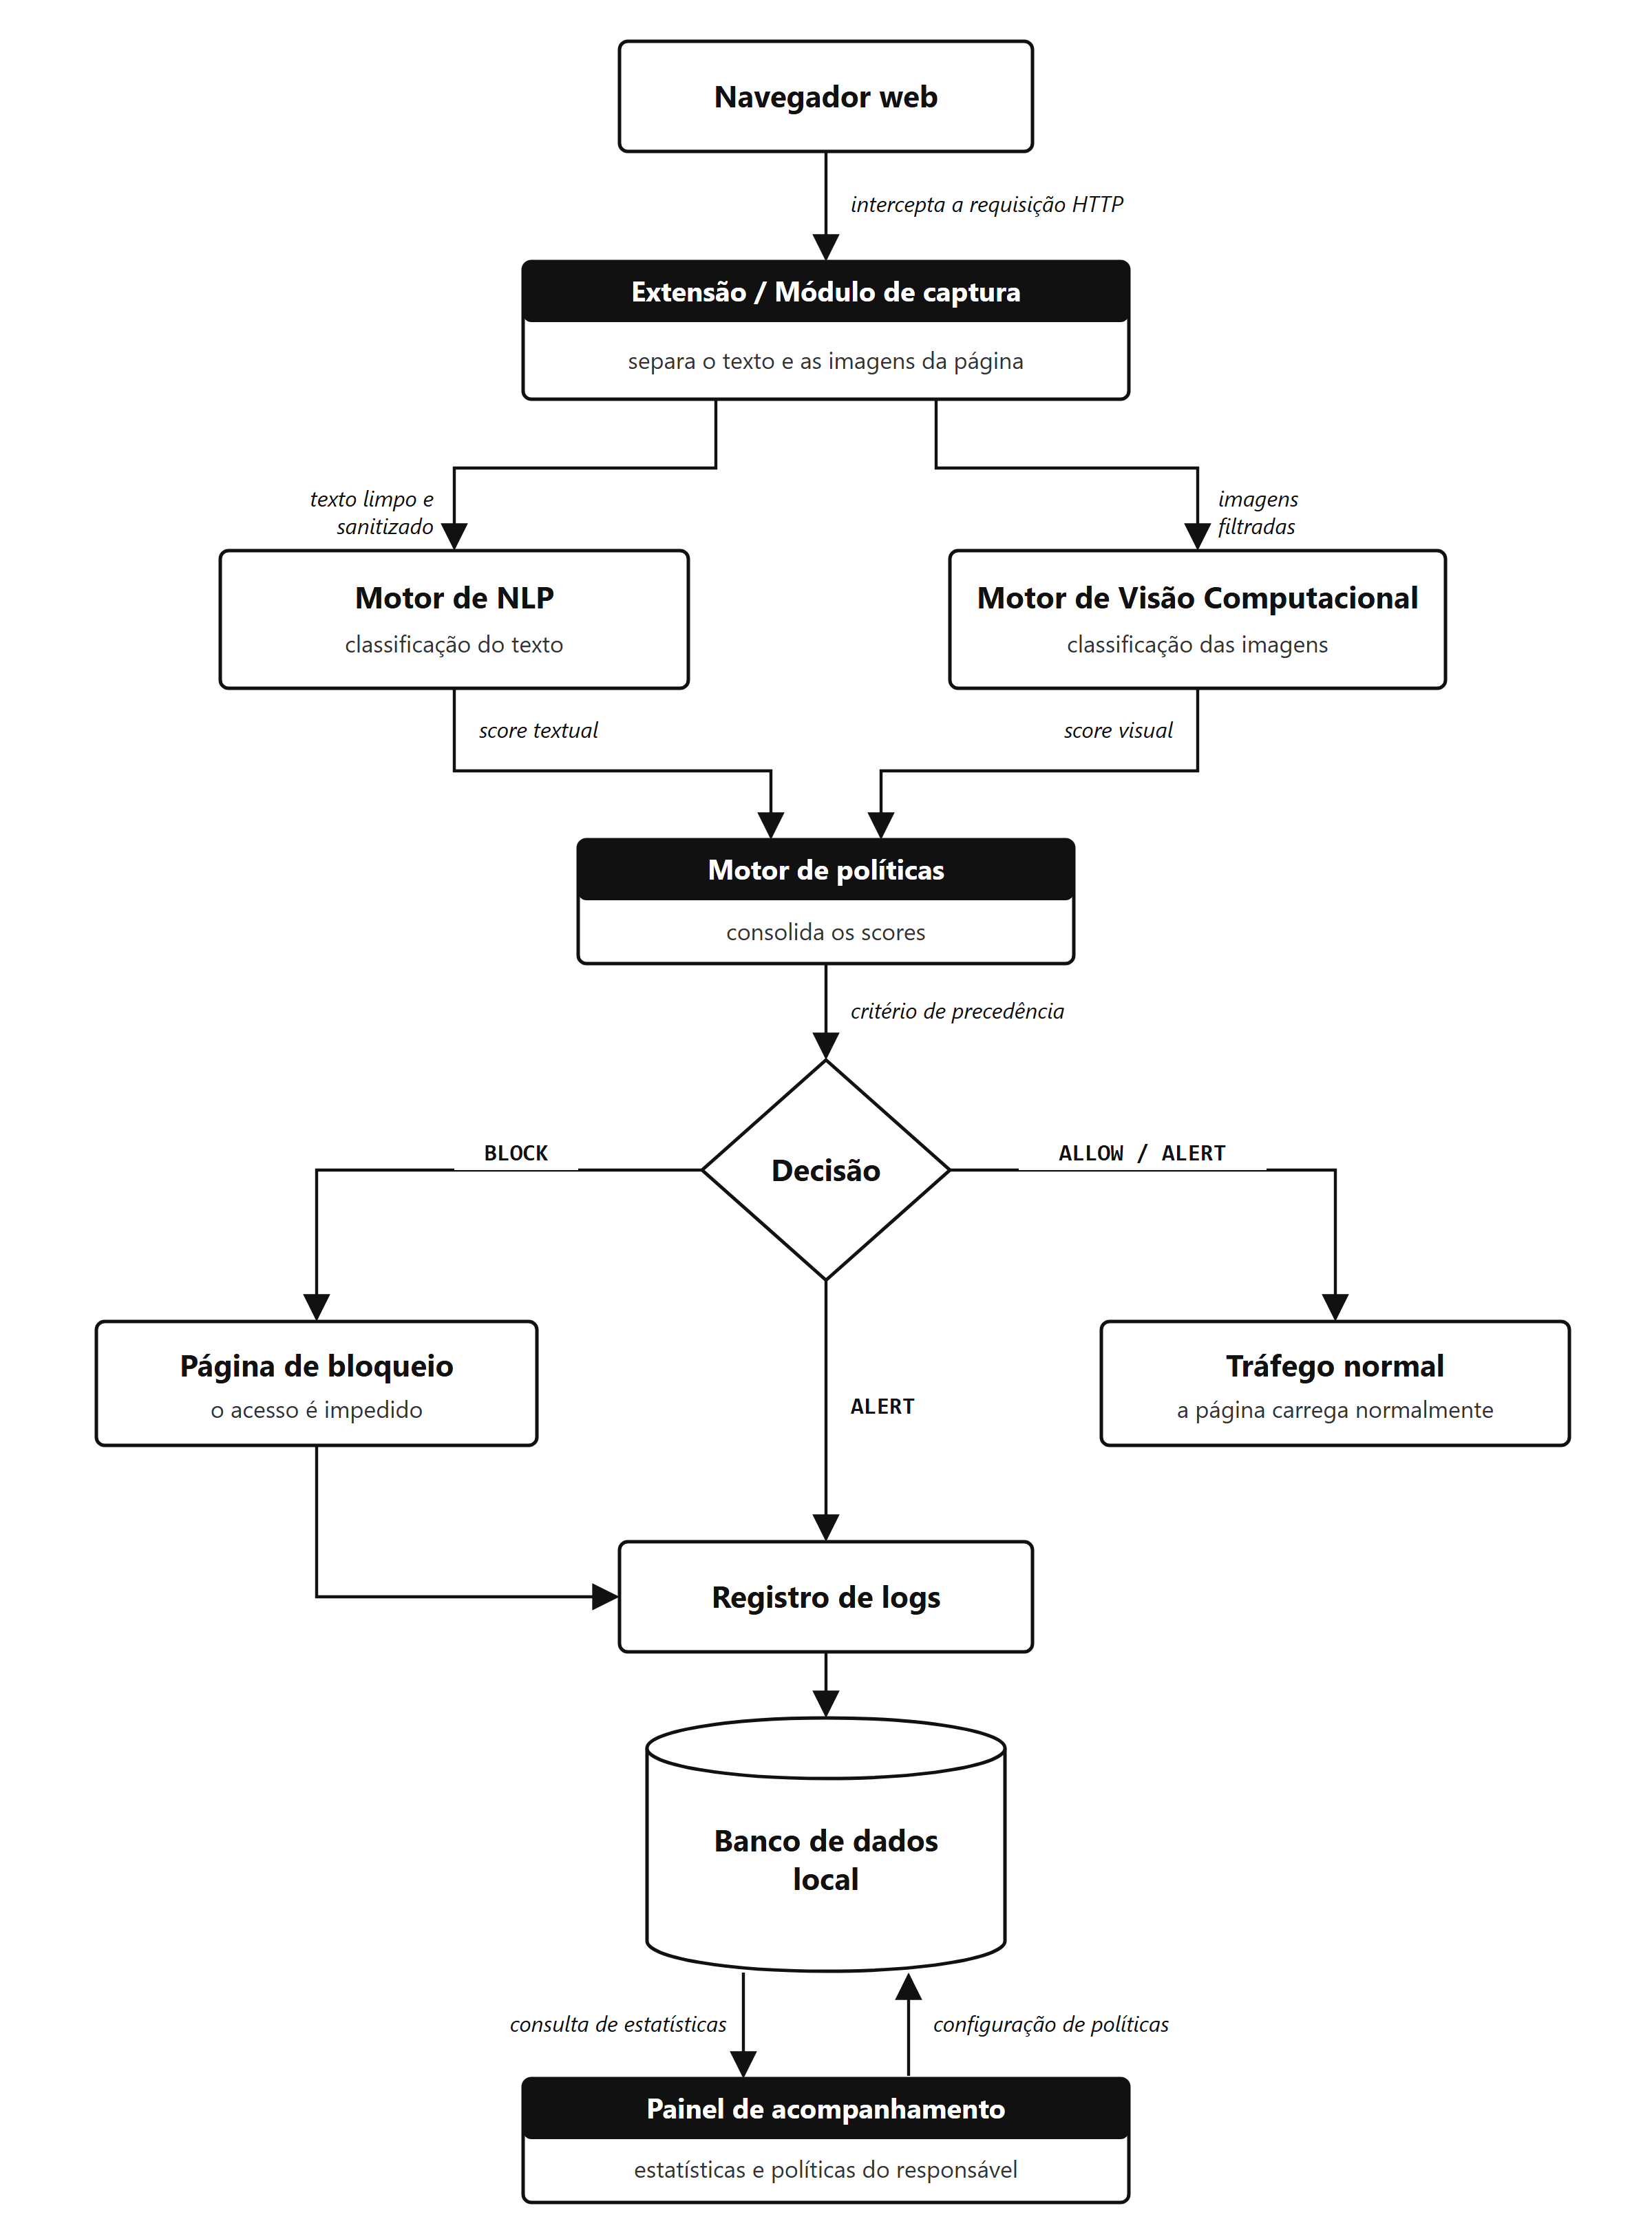 Navegador web
intercepta a requisição HTTP
Extensão / Módulo de captura
separa o texto e as imagens da página
texto limpo e
sanitizado
imagens
filtradas
Motor de NLP
classificação do texto
Motor de Visão Computacional
classificação das imagens
score textual
score visual
Motor de políticas
consolida os scores
critério de precedência
BLOCK
ALLOW / ALERT
Decisão
Página de bloqueio
o acesso é impedido
Tráfego normal
a página carrega normalmente
ALERT
Registro de logs
Banco de dados
local
consulta de estatísticas
configuração de políticas
Painel de acompanhamento
estatísticas e políticas do responsável